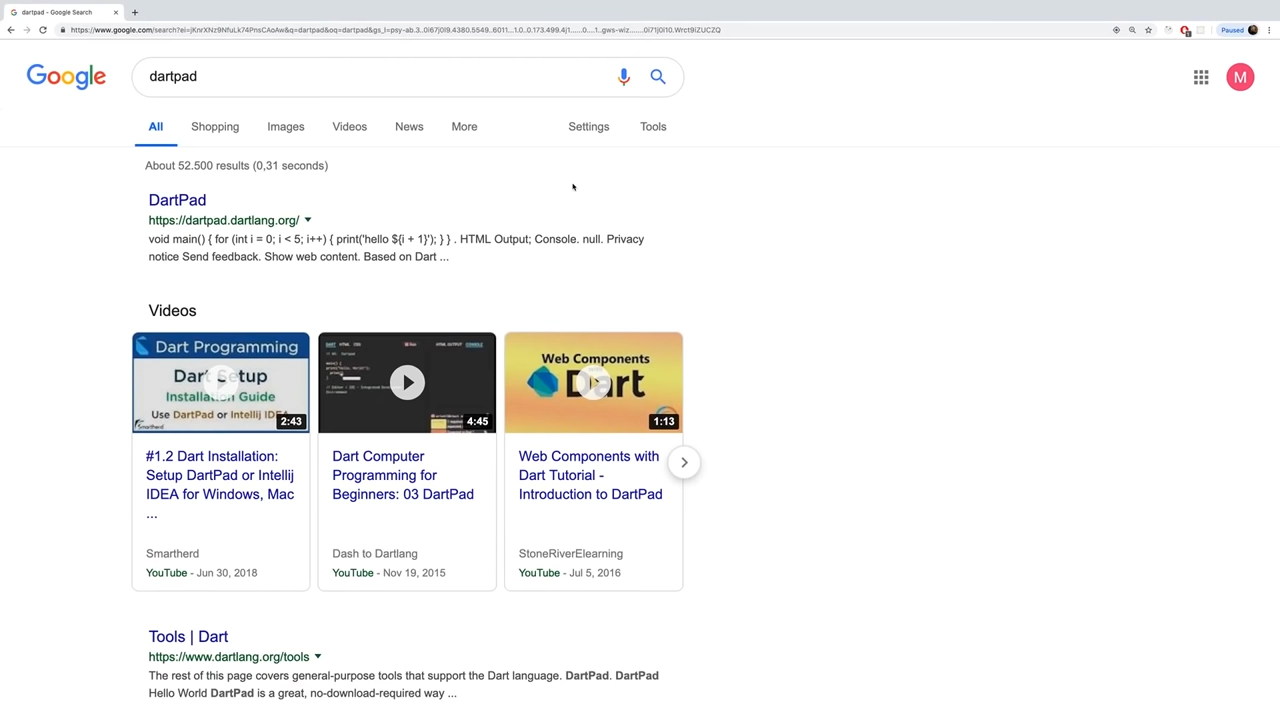 dartpad - Google Search
Paused
Google
dartpad
M
All Shopping Images Videos News More Settings Tools
About 52.500 results (0,31 seconds)
DartPad
https://dartpad.dartlang.org/
void main() { for (int i = 0; i < 5; i++) { print('hello ${i + 1}'); } } . HTML Output; Console. null. Privacy
notice Send feedback. Show web content. Based on Dart ...
Videos
Dart Programming
Dart Setup
Installation Guide
Use DartPad or Intellij IDEA
Smartherd
2:43
4:45
Web Components
Dart
1:13
#1.2 Dart Installation:
Setup DartPad or Intellij
IDEA for Windows, Mac
...
Smartherd
YouTube - Jun 30, 2018
Dart Computer
Programming for
Beginners: 03 DartPad
Dash to Dartlang
YouTube - Nov 19, 2015
Web Components with
Dart Tutorial -
Introduction to DartPad
StoneRiverElearning
YouTube - Jul 5, 2016
Tools | Dart
https://www.dartlang.org/tools
The rest of this page covers general-purpose tools that support the Dart language. DartPad. DartPad
Hello World DartPad is a great, no-download-required way ...